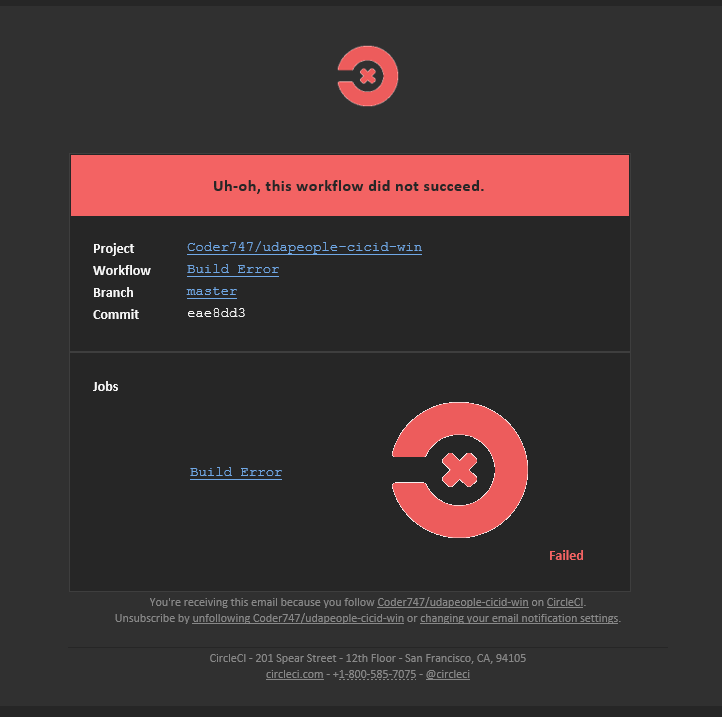 Uh-oh, this workflow did not succeed.
Project Coder747/udapeople-cicid-win
Workflow Build Error
Branch master
Commit eae8dd3
Jobs
Build Error
Failed
You're receiving this email because you follow Coder747/udapeople-cicid-win on CircleCI.
Unsubscribe by unfollowing Coder747/udapeople-cicid-win or changing your email notification settings.
CircleCI - 201 Spear Street - 12th Floor - San Francisco, CA, 94105
circleci.com - +1-800-585-7075 - @circleci